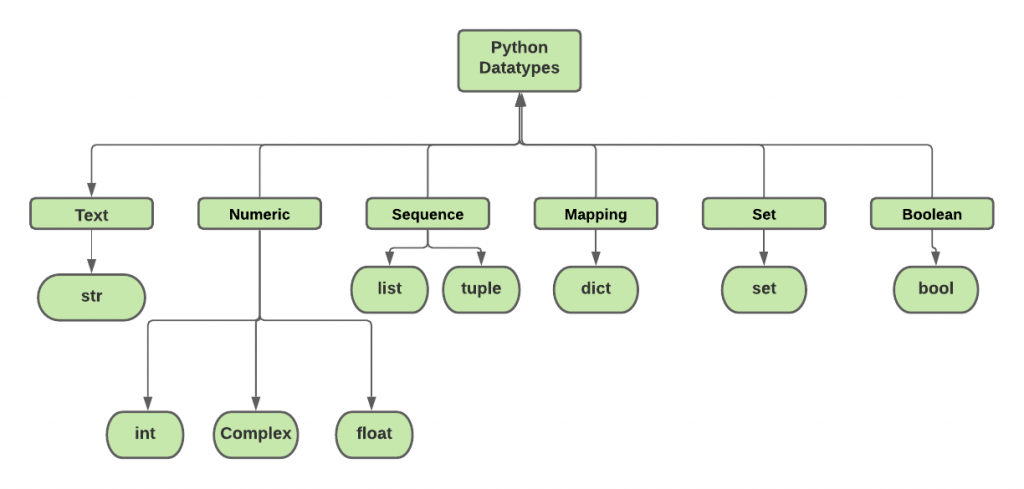 Python
Datatypes
Text
Numeric
Sequence
Mapping
Set
Boolean
str
list
tuple
dict
set
bool
int
Complex
float